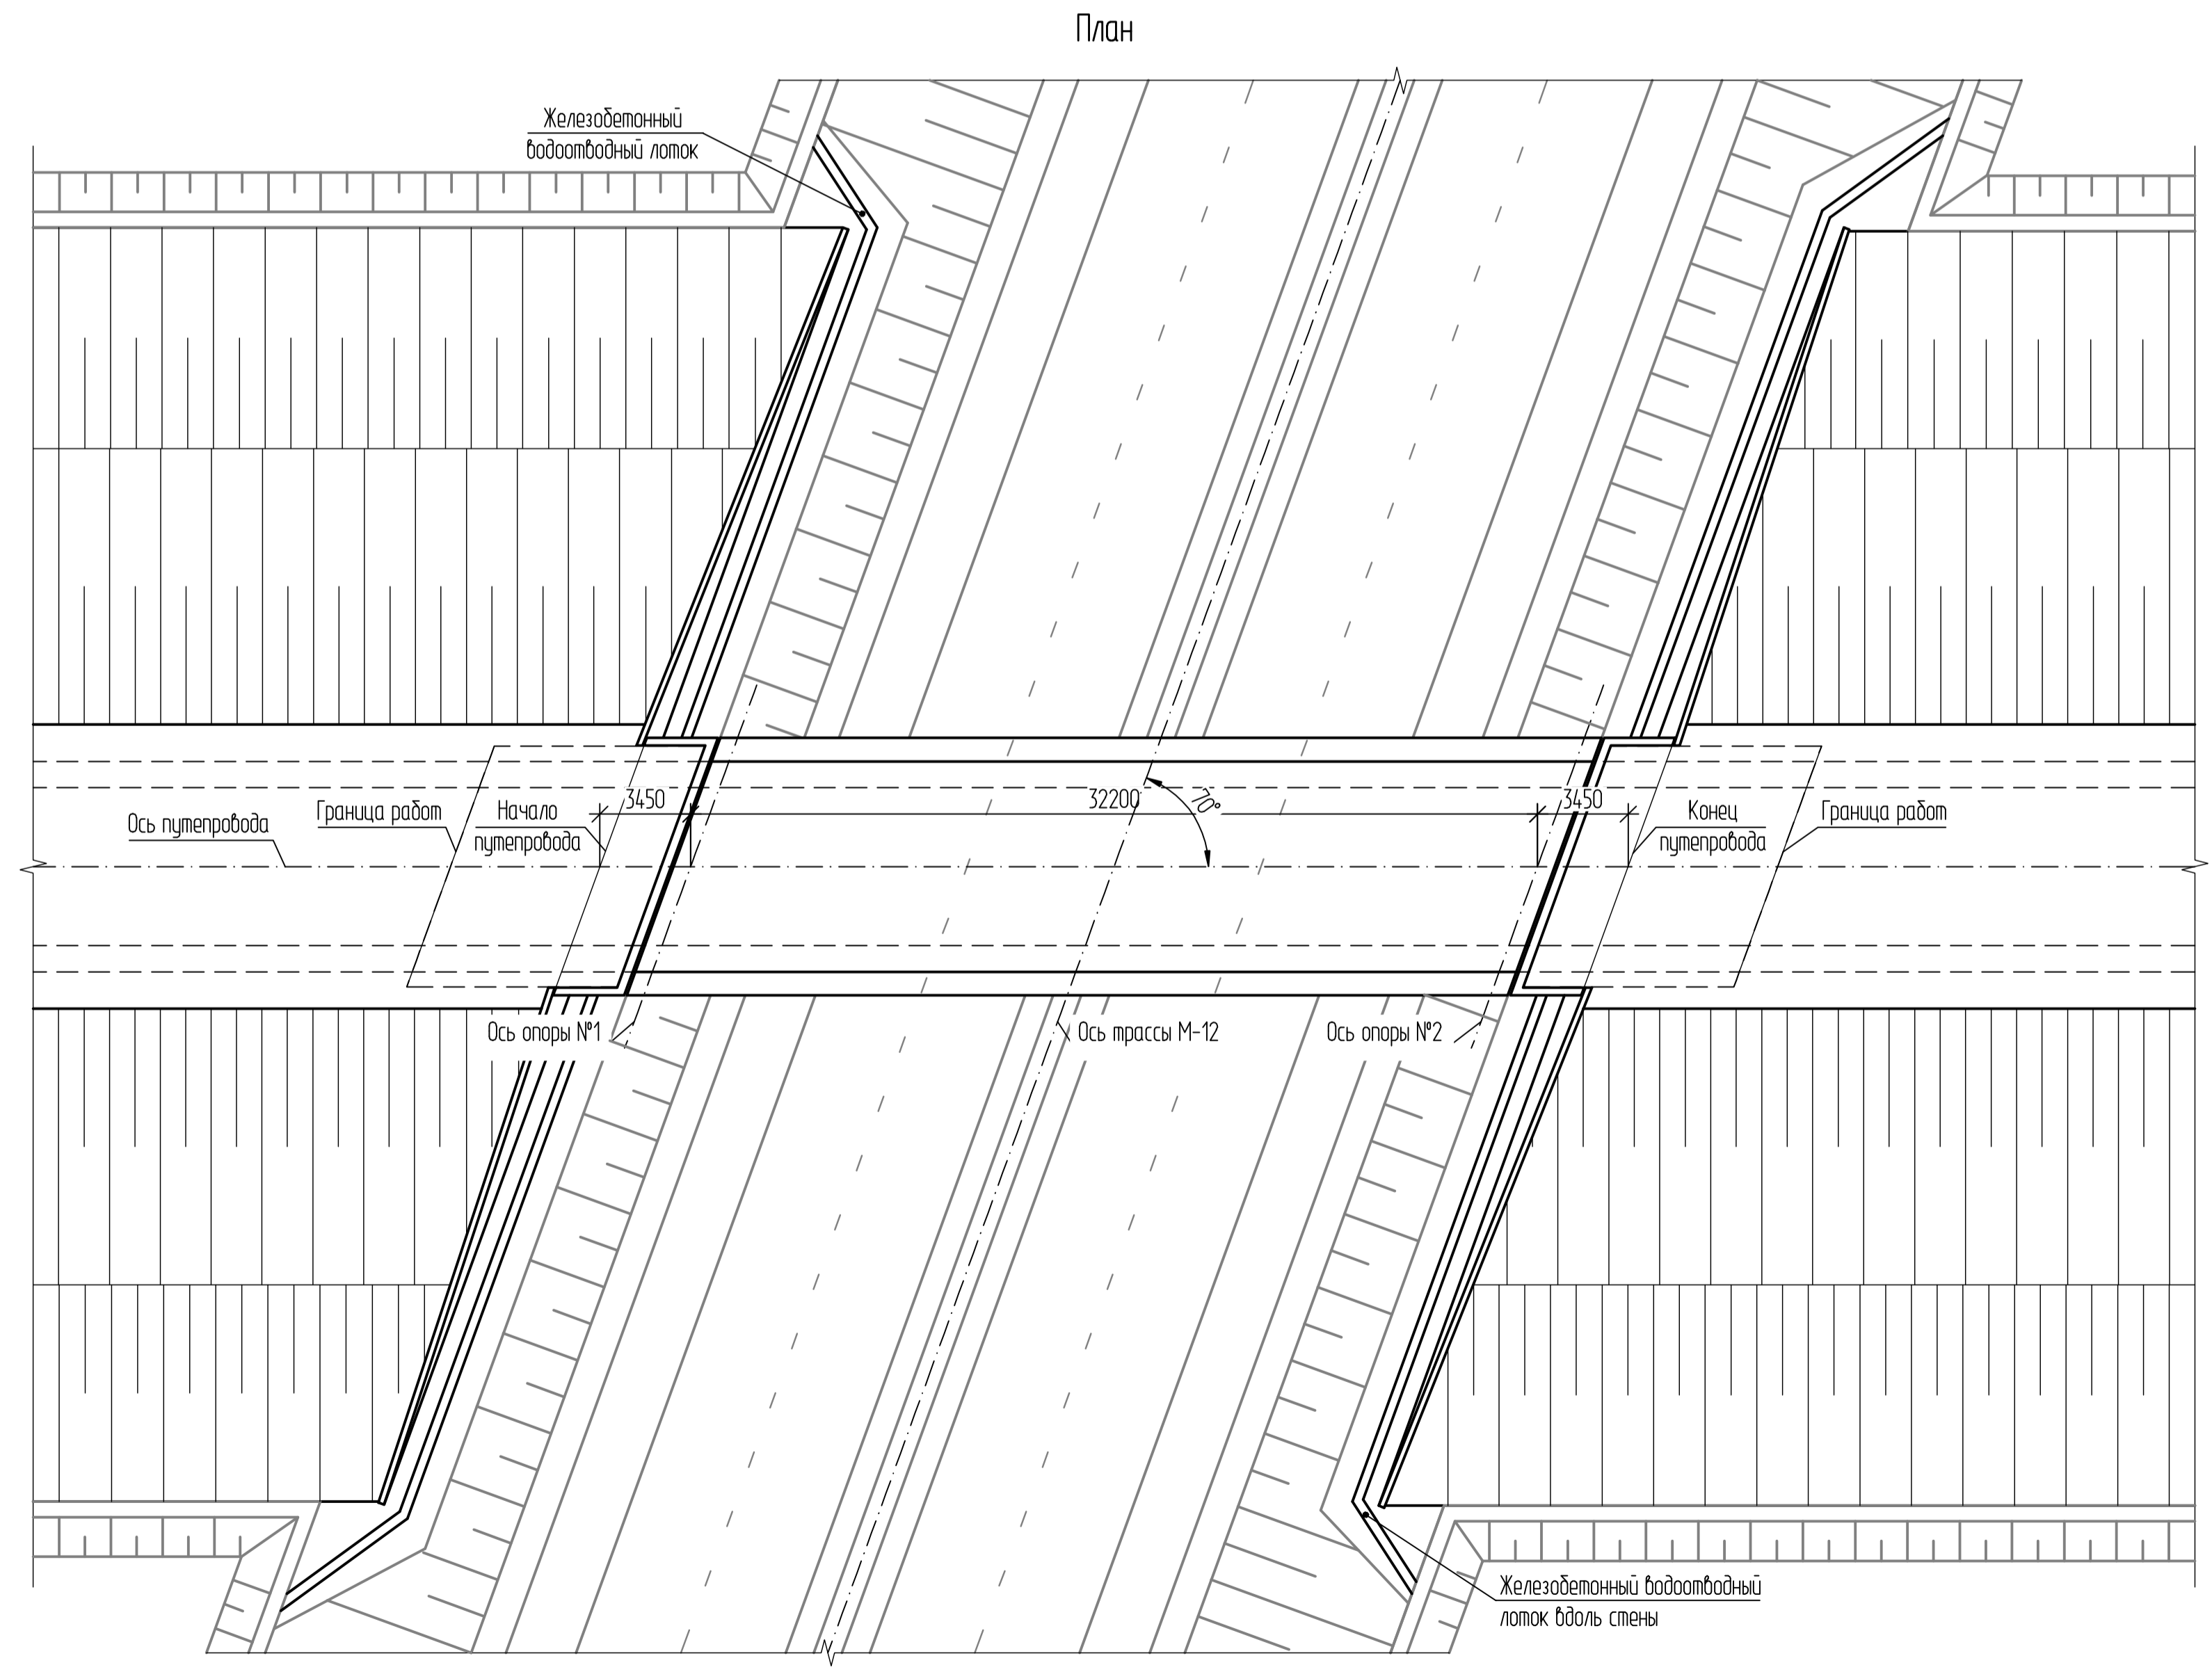 План
Железобетонный
водоотводный лоток
3450
32200
70°
3450
Ось путепровода
Граница работ
Начало
путепровода
Конец
путепровода
Граница работ
Ось опоры №1
Ось трассы М-12
Ось опоры №2
Железобетонный водоотводный
лоток вдоль стены